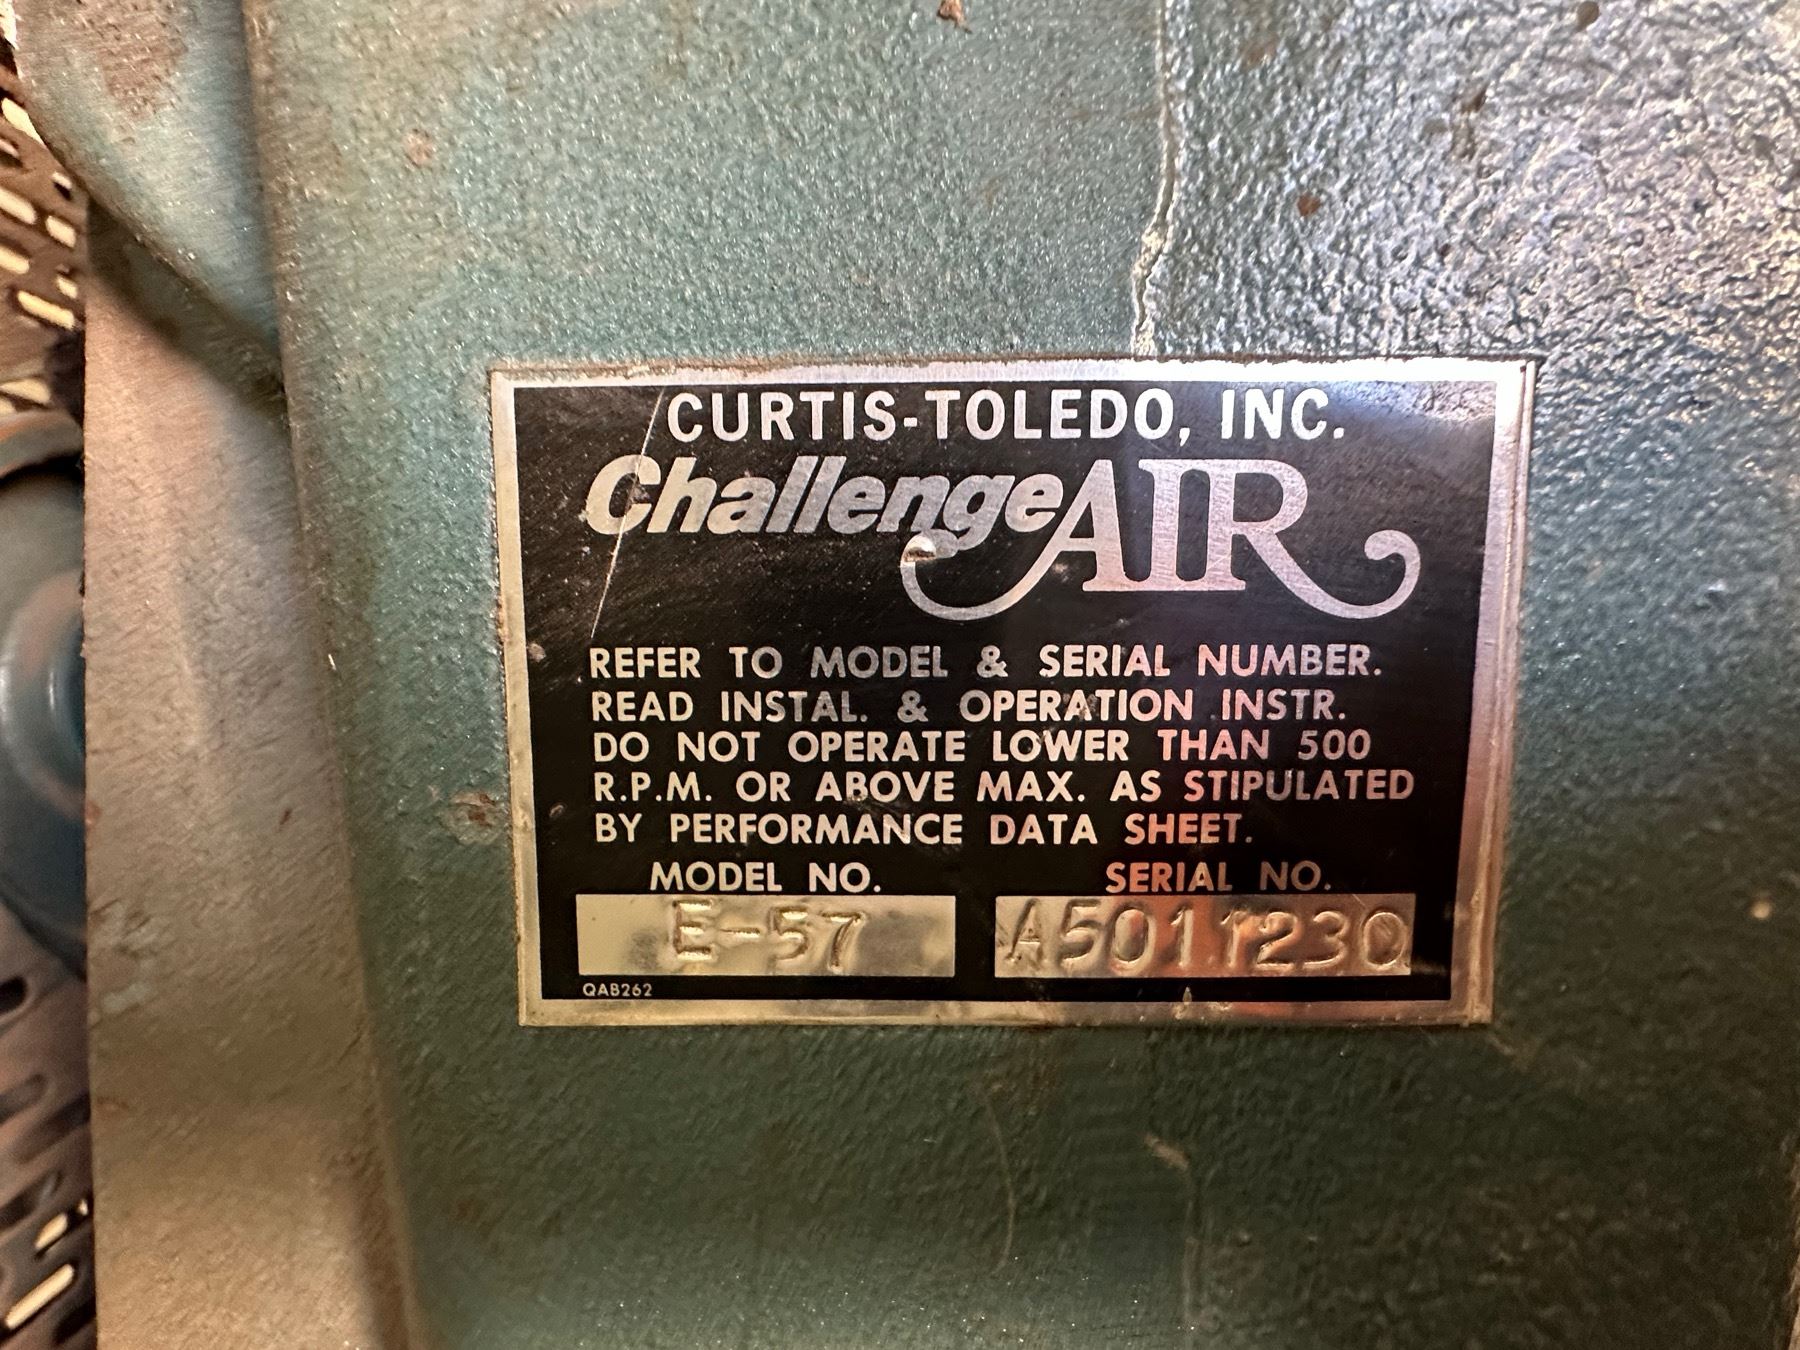 CURTIS-TOLEDO, INC.
ChallengeAIR
REFER TO MODEL & SERIAL NUMBER.
READ INSTAL. & OPERATION INSTR.
DO NOT OPERATE LOWER THAN 500
R.P.M. OR ABOVE MAX. AS STIPULATED
BY PERFORMANCE DATA SHEET.
MODEL NO. SERIAL NO.
E-57 A5011230
QAB262